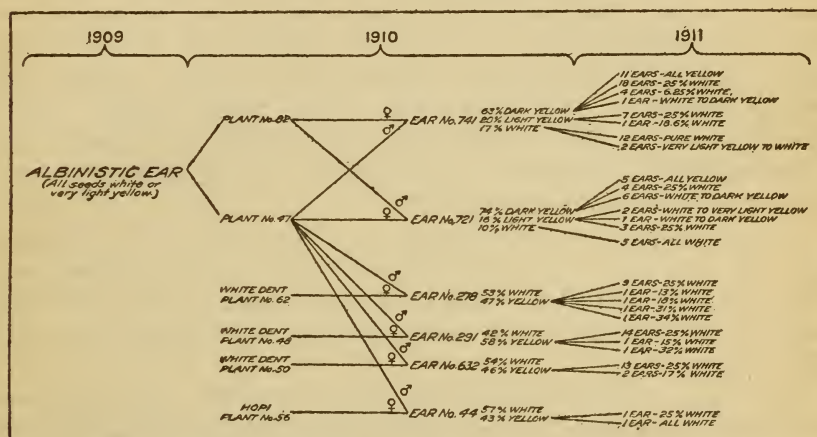 1909
1910
1911
ALBINISTIC EAR
(All seeds white or
very light yellow.)
PLANT No. 82
♀
♂
EAR No. 741
63% DARK YELLOW
20% LIGHT YELLOW
17% WHITE
11 EARS-ALL YELLOW
18 EARS-25% WHITE
4 EARS-6.25% WHITE.
1 EAR-WHITE TO DARK YELLOW
7 EARS-25% WHITE
1 EAR-18.6% WHITE
12 EARS-PURE WHITE
2 EARS-VERY LIGHT YELLOW TO WHITE
PLANT No. 47
♂
♀
EAR No. 721
74% DARK YELLOW
18% LIGHT YELLOW
10% WHITE
5 EARS-ALL YELLOW
4 EARS-25% WHITE
6 EARS-WHITE TO DARK YELLOW
2 EARS-WHITE TO VERY LIGHT YELLOW
1 EAR-WHITE TO DARK YELLOW
3 EARS-25% WHITE
5 EARS-ALL WHITE
WHITE DENT
PLANT No. 62
♂
♀
EAR No. 278
53% WHITE
47% YELLOW
9 EARS-25% WHITE
1 EAR-13% WHITE
1 EAR-18% WHITE
1 EAR-31% WHITE
1 EAR-34% WHITE
WHITE DENT
PLANT No. 48
♂
♀
EAR No. 291
42% WHITE
58% YELLOW
14 EARS-25% WHITE
1 EAR-15% WHITE
1 EAR-32% WHITE
WHITE DENT
PLANT No. 50
♂
♀
EAR No. 632
54% WHITE
46% YELLOW
13 EARS-25% WHITE
2 EARS-17% WHITE
HOPI
PLANT No. 56
♂
♀
EAR No. 44
57% WHITE
43% YELLOW
1 EAR-25% WHITE
1 EAR-ALL WHITE